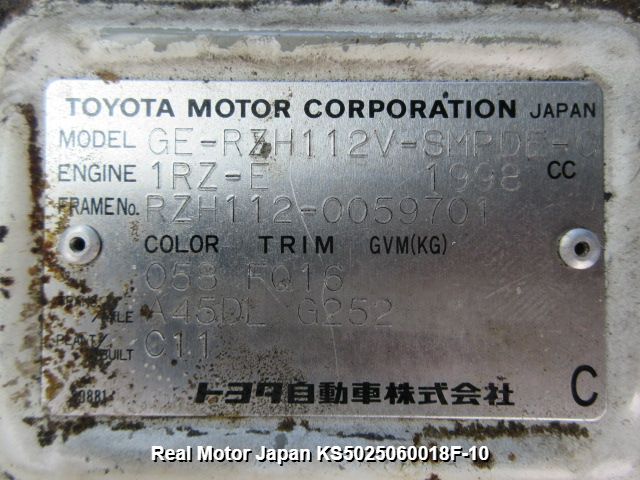 TOYOTA MOTOR CORPORATION JAPAN
MODEL GE-RZH112V-SMPDE-C
ENGINE 1RZ-E 1998 CC
FRAME No. RZH112-0059701
COLOR TRIM GVM(KG)
058 FQ16
A45DL G252
PLANT/ C11
BUILT
トヨタ自動車株式会社 C
Real Motor Japan KS5025060018F-10